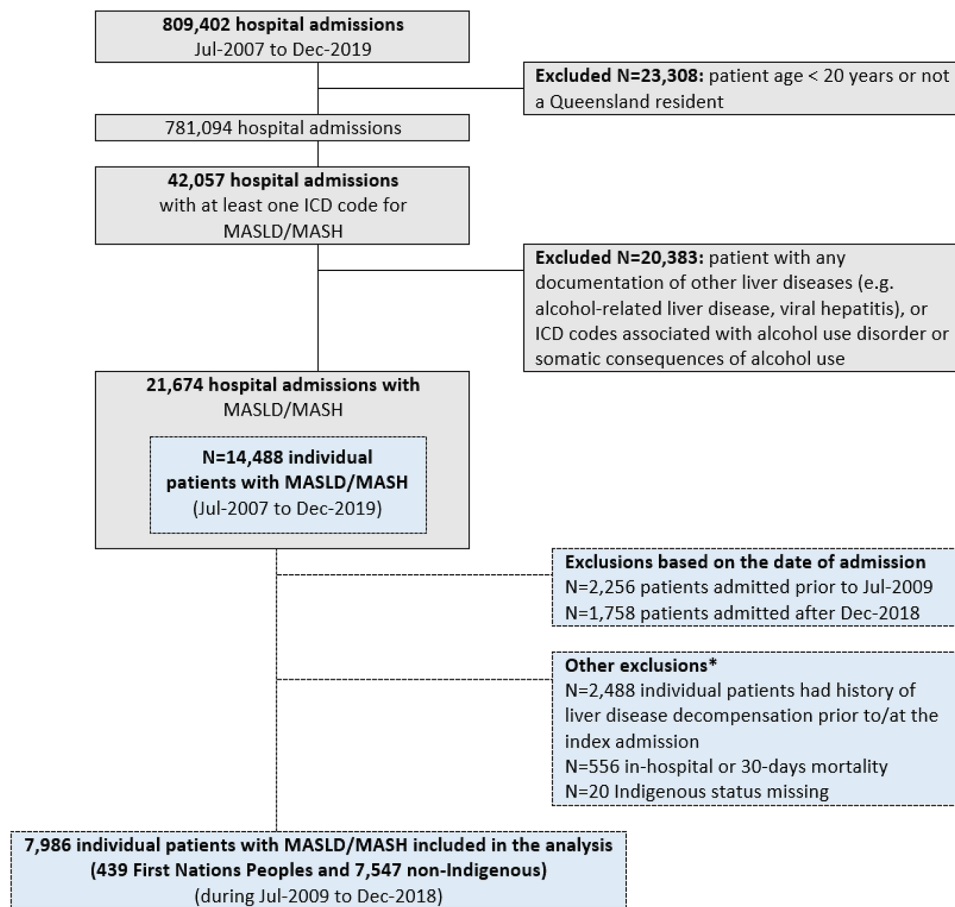 809,402 hospital admissions
Jul-2007 to Dec-2019
Excluded N=23,308: patient age < 20 years or not
a Queensland resident
781,094 hospital admissions
42,057 hospital admissions
with at least one ICD code for
MASLD/MASH
Excluded N=20,383: patient with any
documentation of other liver diseases (e.g.
alcohol-related liver disease, viral hepatitis), or
ICD codes associated with alcohol use disorder or
somatic consequences of alcohol use
21,674 hospital admissions with
MASLD/MASH
N=14,488 individual
patients with MASLD/MASH
(Jul-2007 to Dec-2019)
Exclusions based on the date of admission
N=2,256 patients admitted prior to Jul-2009
N=1,758 patients admitted after Dec-2018
Other exclusions*
N=2,488 individual patients had history of
liver disease decompensation prior to/at the
index admission
N=556 in-hospital or 30-days mortality
N=20 Indigenous status missing
7,986 individual patients with MASLD/MASH included in the analysis
(439 First Nations Peoples and 7,547 non-Indigenous)
(during Jul-2009 to Dec-2018)